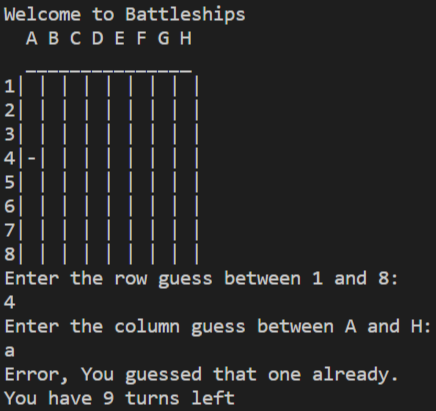 Welcome to Battleships
  A B C D E F G H
  _______________
1| | | | | | | | |
2| | | | | | | | |
3| | | | | | | | |
4|-| | | | | | | |
5| | | | | | | | |
6| | | | | | | | |
7| | | | | | | | |
8| | | | | | | | |
Enter the row guess between 1 and 8:
4
Enter the column guess between A and H:
a
Error, You guessed that one already.
You have 9 turns left